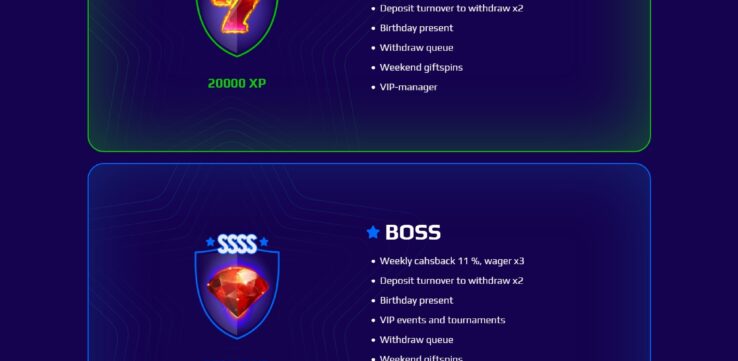 Deposit turnover to withdraw x2
Birthday present
Withdraw queue
Weekend giftspins
VIP-manager
20000 XP
SSSS
BOSS
Weekly cahsback 11 %, wager x3
Deposit turnover to withdraw x2
Birthday present
VIP events and tournaments
Withdraw queue
Weekend giftspins